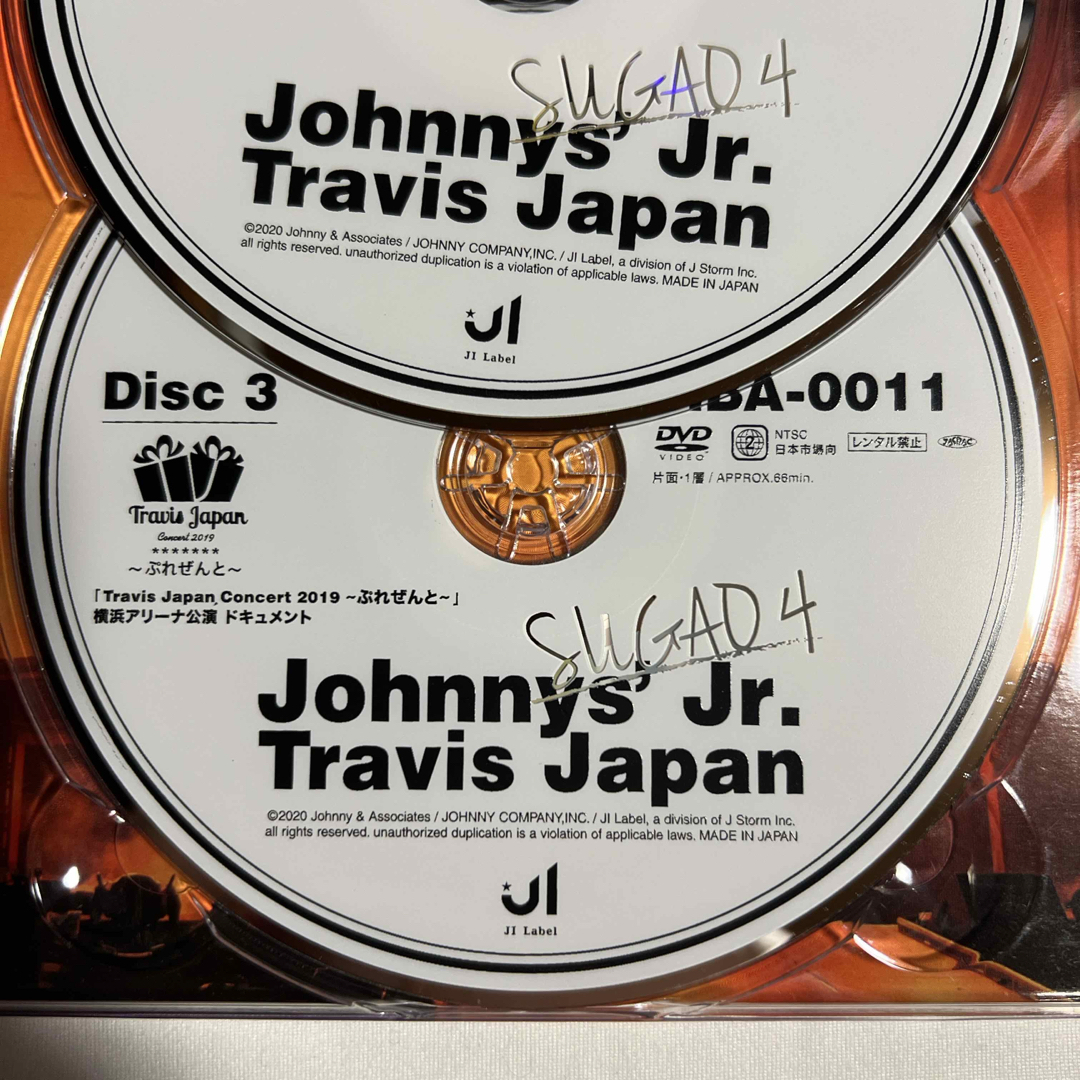 SUGAO 4
Johnnys' Jr.
Travis Japan
©2020 Johnny & Associates / JOHNNY COMPANY,INC. / JI Label, a division of J Storm Inc.
all rights reserved. unauthorized duplication is a violation of applicable laws. MADE IN JAPAN
JI
JI Label
Disc 3
BA-0011
DVD
VIDEO
2
NTSC
日本市場向
レンタル禁止
片面・1層 / APPROX.66min.
Travis Japan
Concert 2019
*******
～ぷれぜんと～
「Travis Japan Concert 2019 ~ぷれぜんと~」
横浜アリーナ公演 ドキュメント
SUGAO 4
Johnnys' Jr.
Travis Japan
©2020 Johnny & Associates / JOHNNY COMPANY,INC. / JI Label, a division of J Storm Inc.
all rights reserved. unauthorized duplication is a violation of applicable laws. MADE IN JAPAN
JI
JI Label